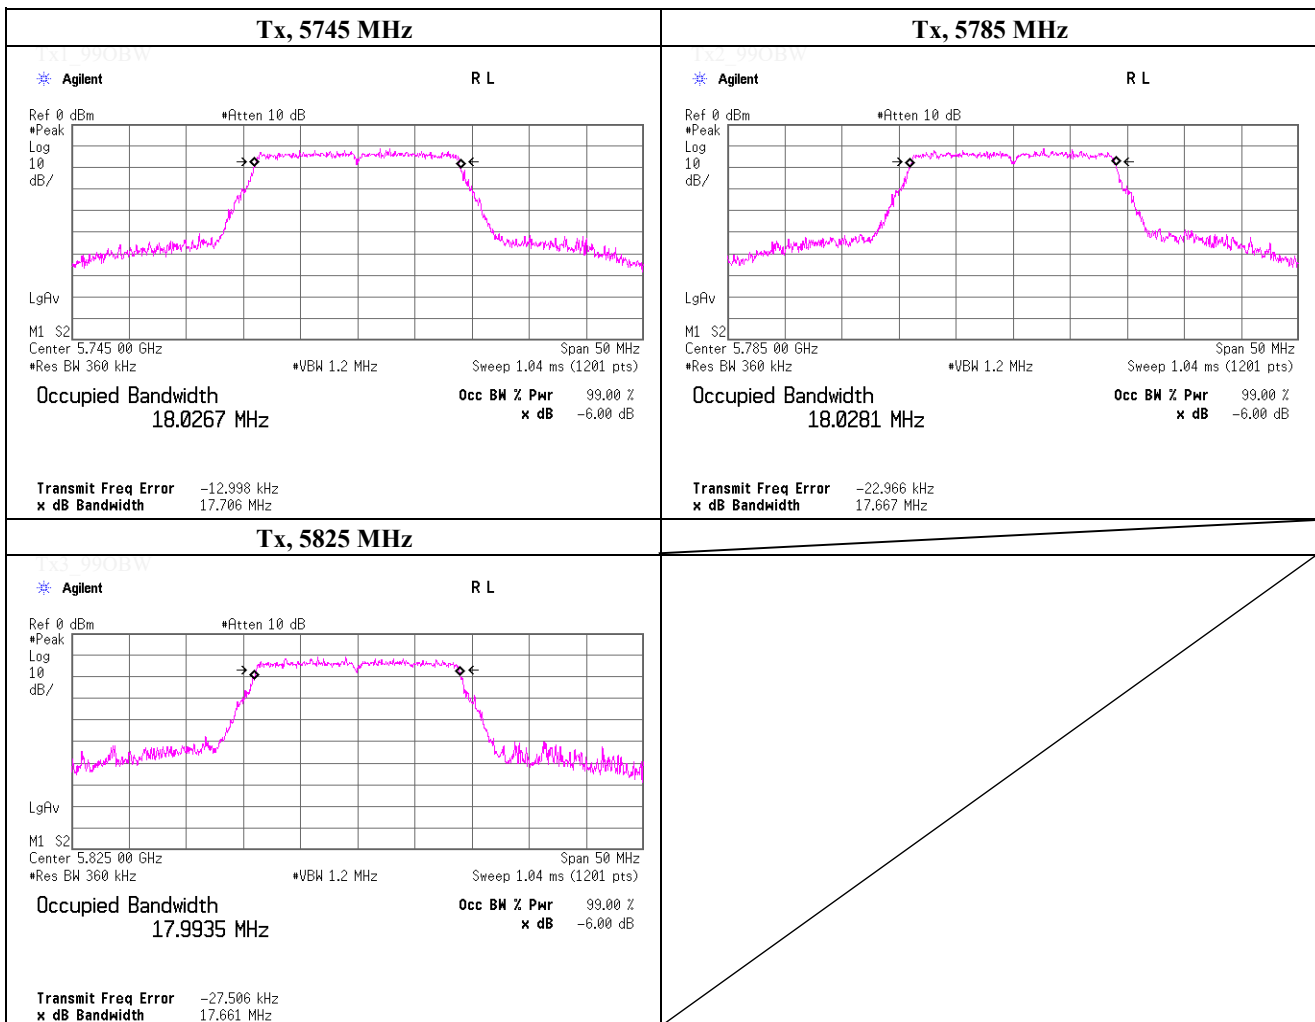 Tx, 5745 MHz
Tx1_99OBW
Agilent
R L
Ref 0 dBm
#Atten 10 dB
#Peak
Log
10
dB/
LgAv
M1 S2
Center 5.745 00 GHz
Span 50 MHz
#Res BW 360 kHz
#VBW 1.2 MHz
Sweep 1.04 ms (1201 pts)
Occupied Bandwidth
18.0267 MHz
Occ BW % Pwr 99.00 %
x dB -6.00 dB
Transmit Freq Error -12.998 kHz
x dB Bandwidth 17.706 MHz
Tx, 5785 MHz
Tx2_99OBW
Agilent
R L
Ref 0 dBm
#Atten 10 dB
#Peak
Log
10
dB/
LgAv
M1 S2
Center 5.785 00 GHz
Span 50 MHz
#Res BW 360 kHz
#VBW 1.2 MHz
Sweep 1.04 ms (1201 pts)
Occupied Bandwidth
18.0281 MHz
Occ BW % Pwr 99.00 %
x dB -6.00 dB
Transmit Freq Error -22.966 kHz
x dB Bandwidth 17.667 MHz
Tx, 5825 MHz
Tx3_99OBW
Agilent
R L
Ref 0 dBm
#Atten 10 dB
#Peak
Log
10
dB/
LgAv
M1 S2
Center 5.825 00 GHz
Span 50 MHz
#Res BW 360 kHz
#VBW 1.2 MHz
Sweep 1.04 ms (1201 pts)
Occupied Bandwidth
17.9935 MHz
Occ BW % Pwr 99.00 %
x dB -6.00 dB
Transmit Freq Error -27.506 kHz
x dB Bandwidth 17.661 MHz